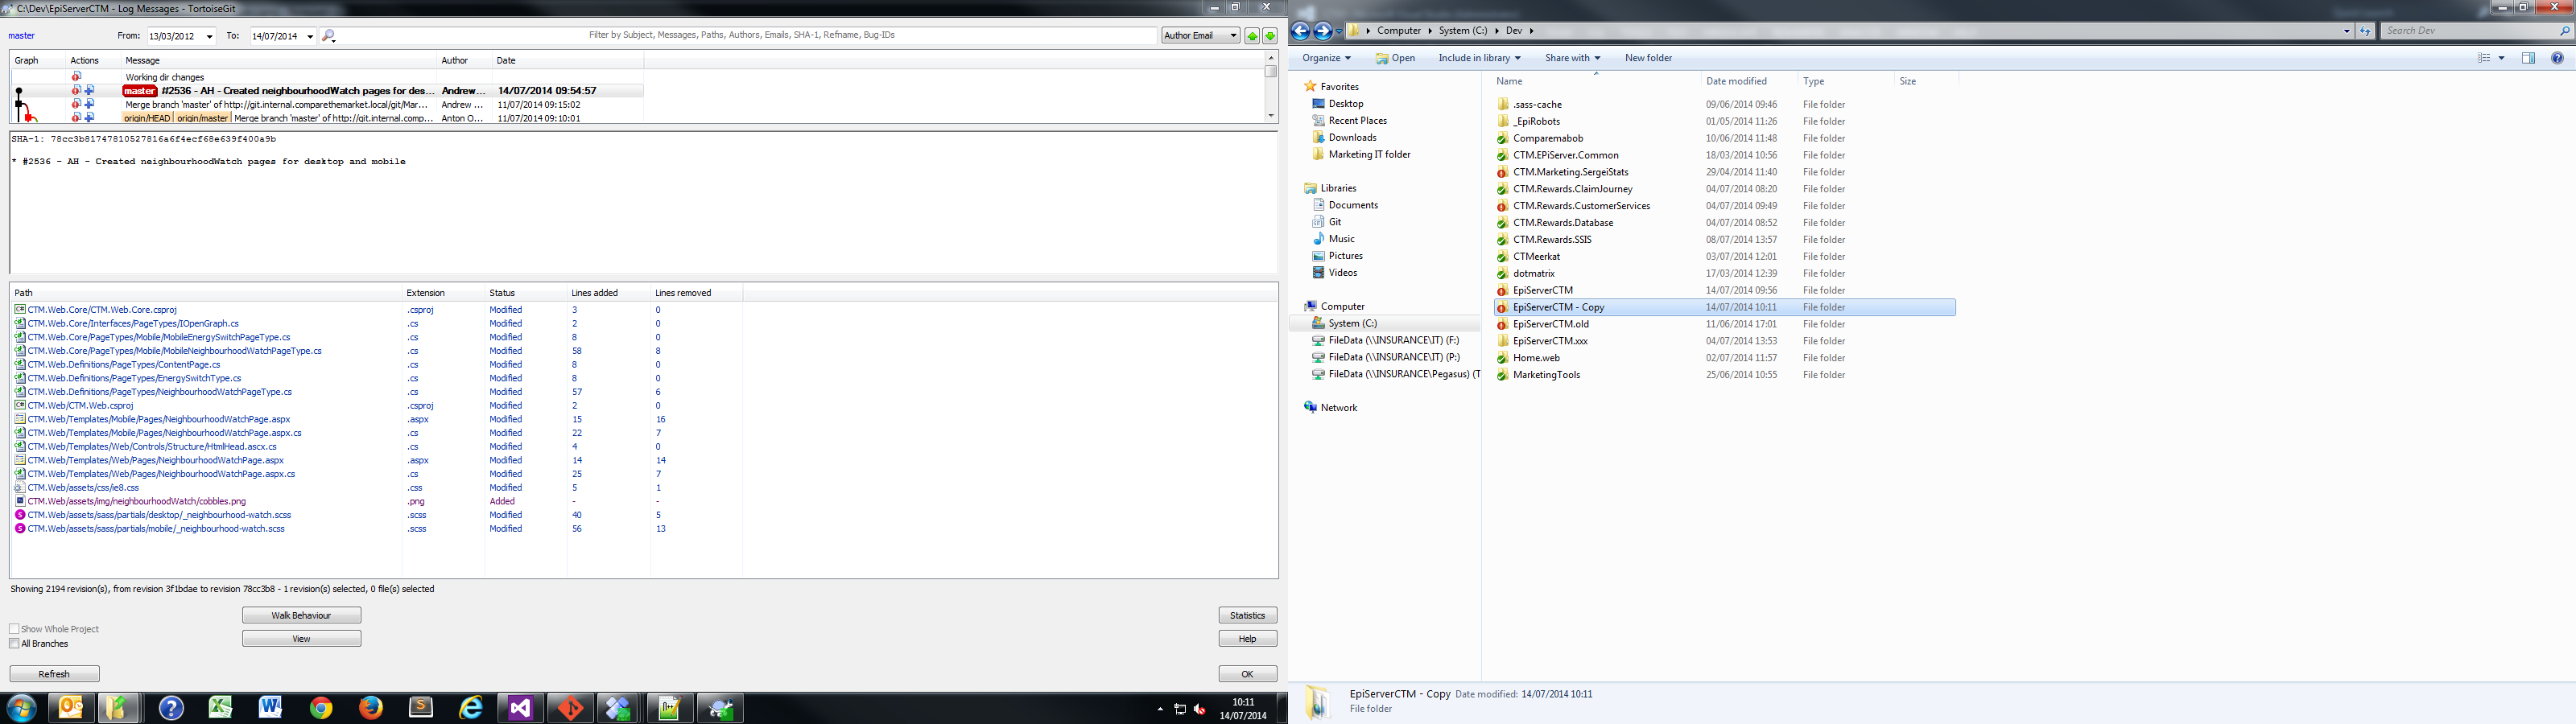 C:\Dev\EpiServerCTM - Log Messages - TortoiseGit
master From: 13/03/2012 To: 14/07/2014 Filter by Subject, Messages, Paths, Authors, Emails, SHA-1, Refname, Bug-IDs Author Email
Graph Actions Message Author Date
Working dir changes
master #2536 - AH - Created neighbourhoodWatch pages for des... Andrew... 14/07/2014 09:54:57
Merge branch 'master' of http://git.internal.comparethemarket.local/git/Mar... Andrew ... 11/07/2014 09:15:02
origin/HEAD origin/master Merge branch 'master' of http://git.internal.comp... Anton O... 11/07/2014 09:10:01
SHA-1: 78cc3b81747810527816a6f4ecf68e639f400a9b
* #2536 - AH - Created neighbourhoodWatch pages for desktop and mobile
Path Extension Status Lines added Lines removed
CTM.Web.Core/CTM.Web.Core.csproj .csproj Modified 3 0
CTM.Web.Core/Interfaces/PageTypes/IOpenGraph.cs .cs Modified 2 0
CTM.Web.Core/PageTypes/Mobile/MobileEnergySwitchPageType.cs .cs Modified 8 0
CTM.Web.Core/PageTypes/Mobile/MobileNeighbourhoodWatchPageType.cs .cs Modified 58 8
CTM.Web.Definitions/PageTypes/ContentPage.cs .cs Modified 8 0
CTM.Web.Definitions/PageTypes/EnergySwitchType.cs .cs Modified 8 0
CTM.Web.Definitions/PageTypes/NeighbourhoodWatchPageType.cs .cs Modified 57 6
CTM.Web/CTM.Web.csproj .csproj Modified 2 0
CTM.Web/Templates/Mobile/Pages/NeighbourhoodWatchPage.aspx .aspx Modified 15 16
CTM.Web/Templates/Mobile/Pages/NeighbourhoodWatchPage.aspx.cs .cs Modified 22 7
CTM.Web/Templates/Web/Controls/Structure/HtmlHead.ascx.cs .cs Modified 4 0
CTM.Web/Templates/Web/Pages/NeighbourhoodWatchPage.aspx .aspx Modified 14 14
CTM.Web/Templates/Web/Pages/NeighbourhoodWatchPage.aspx.cs .cs Modified 25 7
CTM.Web/assets/css/ie8.css .css Modified 5 1
CTM.Web/assets/img/neighbourhoodWatch/cobbles.png .png Added - -
CTM.Web/assets/sass/partials/desktop/_neighbourhood-watch.scss .scss Modified 40 5
CTM.Web/assets/sass/partials/mobile/_neighbourhood-watch.scss .scss Modified 56 13
Showing 2194 revision(s), from revision 3f1bdae to revision 78cc3b8 - 1 revision(s) selected, 0 file(s) selected
Walk Behaviour Statistics
Show Whole Project
View Help
All Branches
Refresh OK
10:11
14/07/2014
Computer System (C:) Dev Search Dev
Organize Open Include in library Share with New folder
Favorites
Desktop
Recent Places
Downloads
Marketing IT folder
Libraries
Documents
Git
Music
Pictures
Videos
Computer
System (C:)
FileData (\\INSURANCE\IT) (F:)
FileData (\\INSURANCE\IT) (P:)
FileData (\\INSURANCE\Pegasus) (T
Network
Name Date modified Type Size
.sass-cache 09/06/2014 09:46 File folder
_EpiRobots 01/05/2014 11:26 File folder
Comparemabob 10/06/2014 11:48 File folder
CTM.EPiServer.Common 18/03/2014 10:56 File folder
CTM.Marketing.SergeiStats 29/04/2014 11:40 File folder
CTM.Rewards.ClaimJourney 04/07/2014 08:20 File folder
CTM.Rewards.CustomerServices 04/07/2014 09:49 File folder
CTM.Rewards.Database 04/07/2014 08:52 File folder
CTM.Rewards.SSIS 08/07/2014 13:57 File folder
CTMeerkat 03/07/2014 12:01 File folder
dotmatrix 17/03/2014 12:39 File folder
EpiServerCTM 14/07/2014 09:56 File folder
EpiServerCTM - Copy 14/07/2014 10:11 File folder
EpiServerCTM.old 11/06/2014 17:01 File folder
EpiServerCTM.xxx 04/07/2014 13:53 File folder
Home.web 02/07/2014 11:57 File folder
MarketingTools 25/06/2014 10:55 File folder
EpiServerCTM - Copy Date modified: 14/07/2014 10:11
File folder